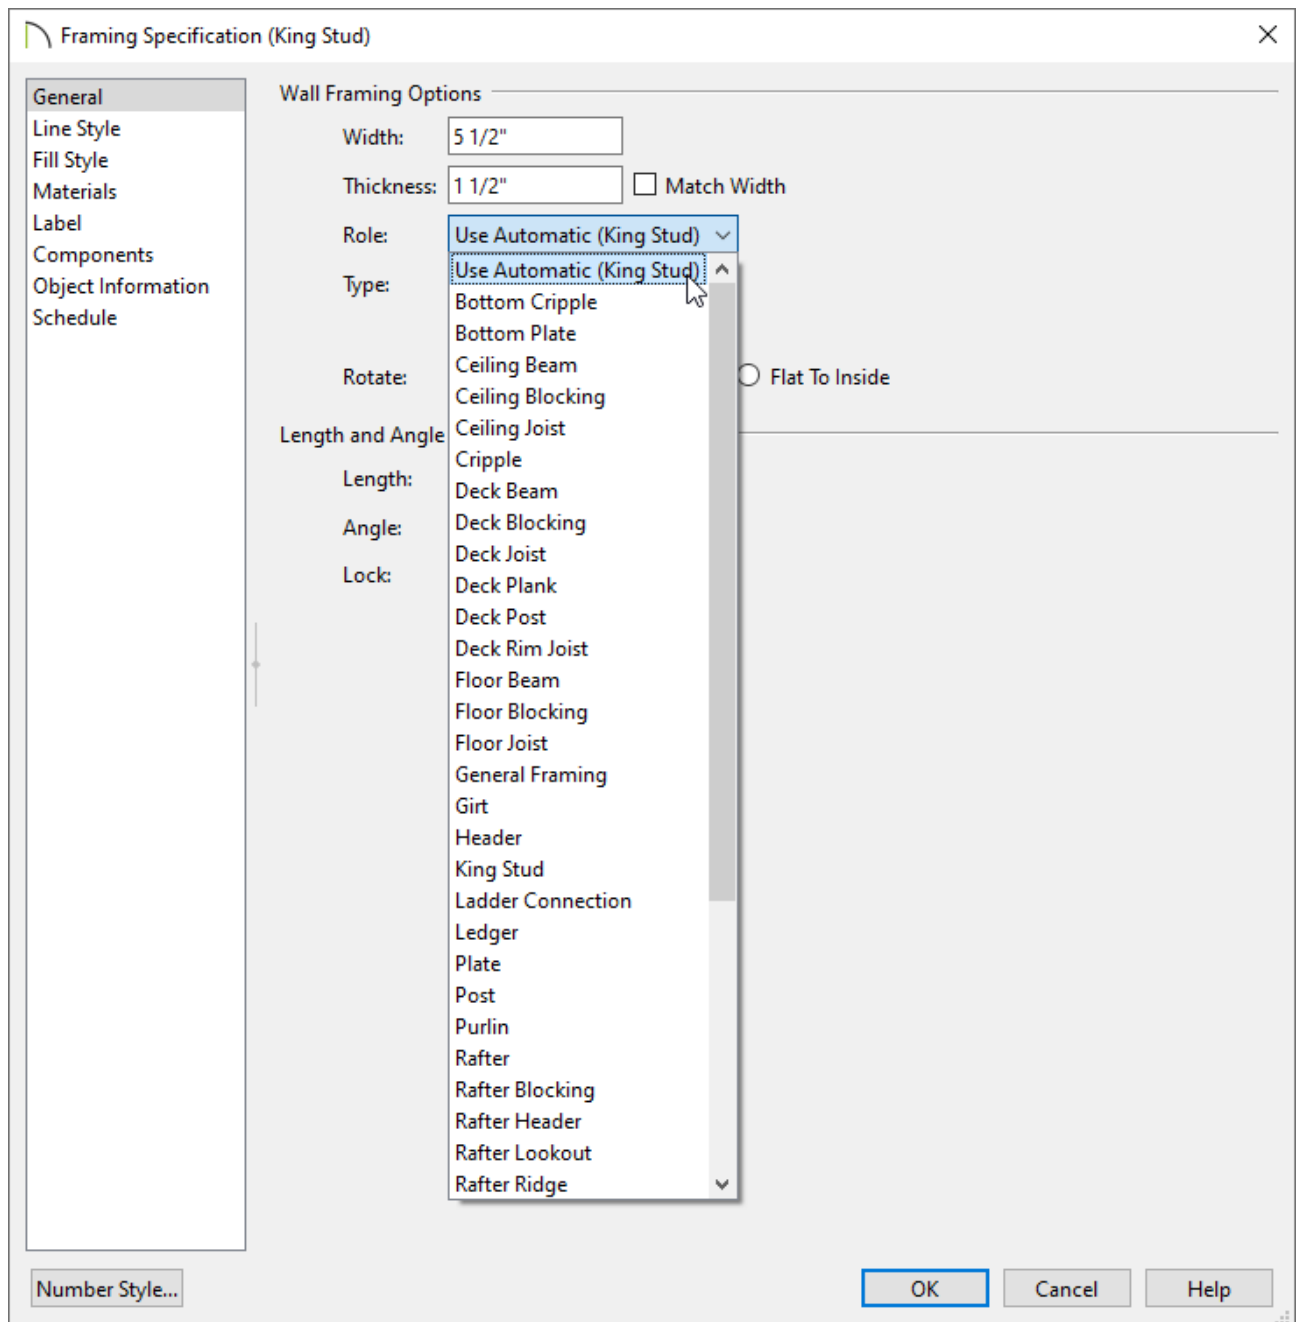 Framing Specification (King Stud)
General
Line Style
Fill Style
Materials
Label
Components
Object Information
Schedule
Wall Framing Options
Width: 5 1/2"
Thickness: 1 1/2" Match Width
Role: Use Automatic (King Stud)
Type:
Rotate: Flat To Inside
Length and Angle
Length:
Angle:
Lock:
Use Automatic (King Stud)
Bottom Cripple
Bottom Plate
Ceiling Beam
Ceiling Blocking
Ceiling Joist
Cripple
Deck Beam
Deck Blocking
Deck Joist
Deck Plank
Deck Post
Deck Rim Joist
Floor Beam
Floor Blocking
Floor Joist
General Framing
Girt
Header
King Stud
Ladder Connection
Ledger
Plate
Post
Purlin
Rafter
Rafter Blocking
Rafter Header
Rafter Lookout
Rafter Ridge
Number Style... OK Cancel Help